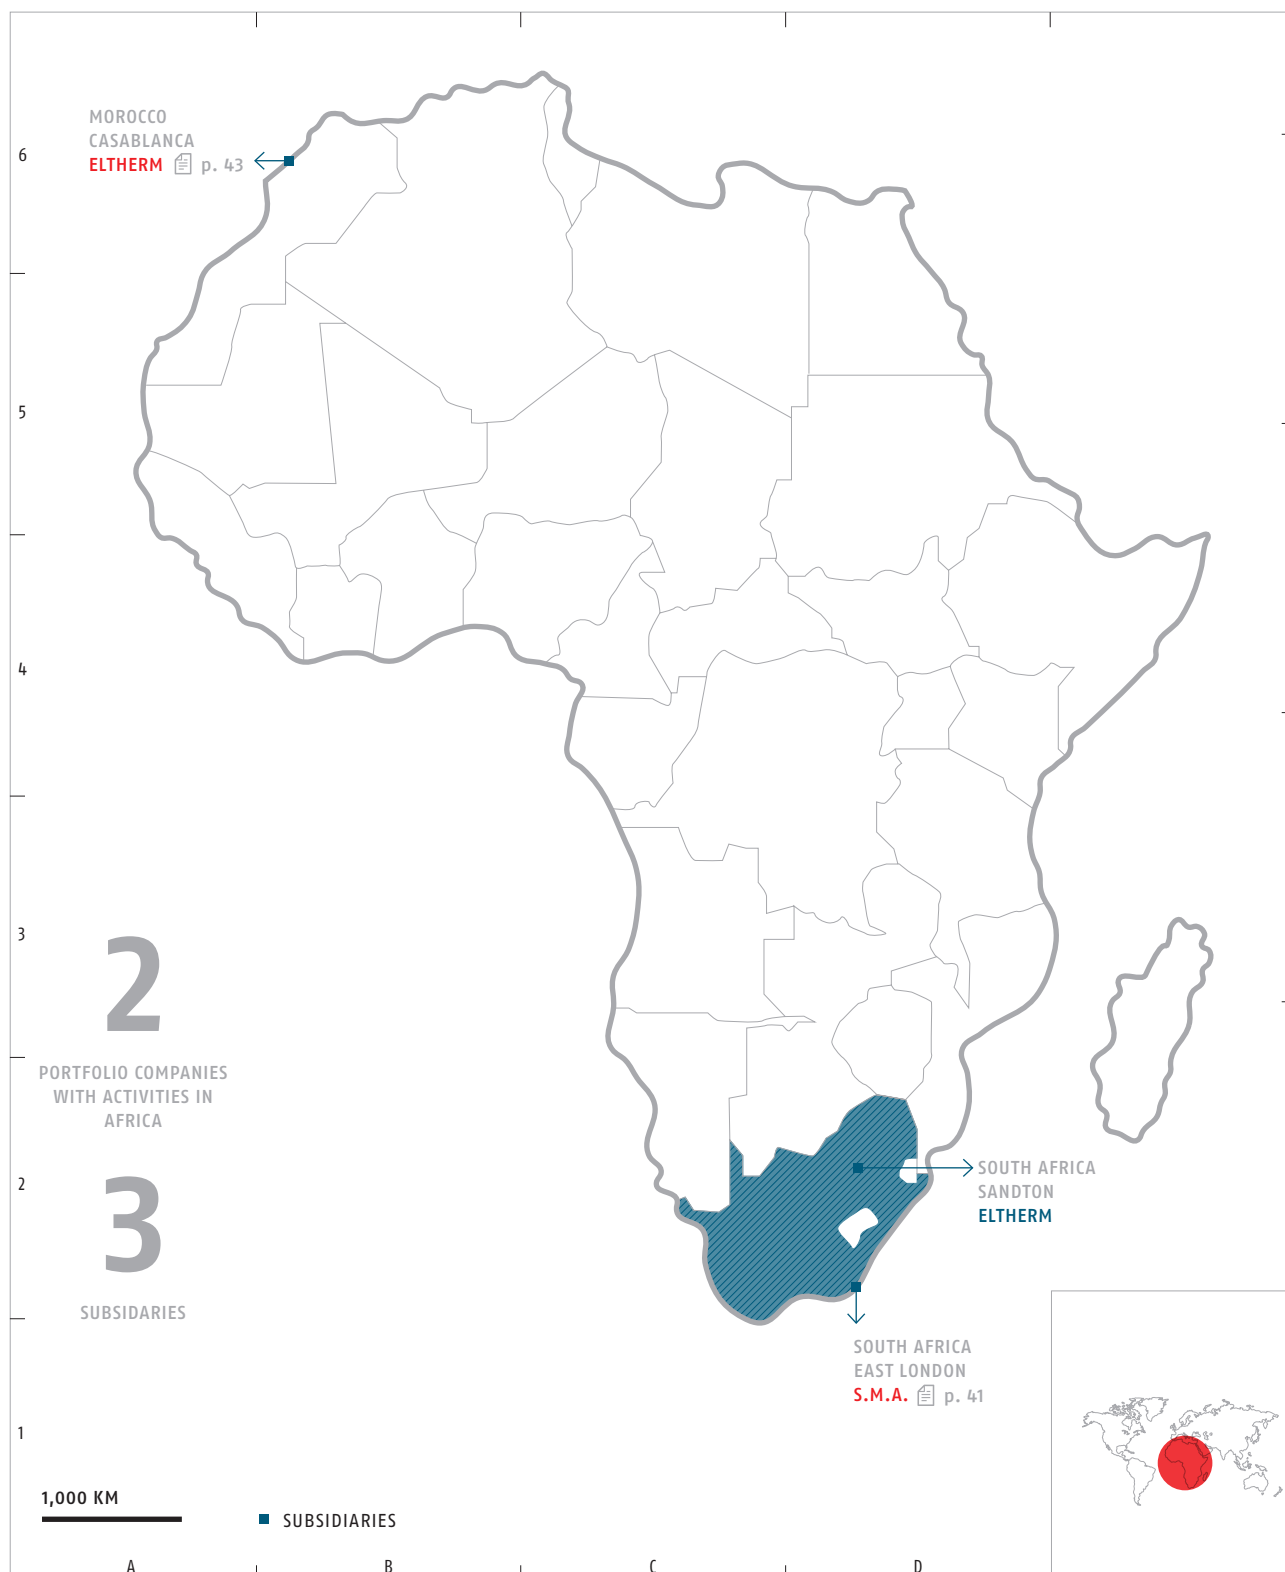 MOROCCO
CASABLANCA
ELTHERM p. 43
6
5
4
3
2
PORTFOLIO COMPANIES
WITH ACTIVITIES IN
AFRICA
2
3
SUBSIDARIES
SOUTH AFRICA
SANDTON
ELTHERM
SOUTH AFRICA
EAST LONDON
S.M.A. p. 41
1
1,000 KM
SUBSIDIARIES
A B C D